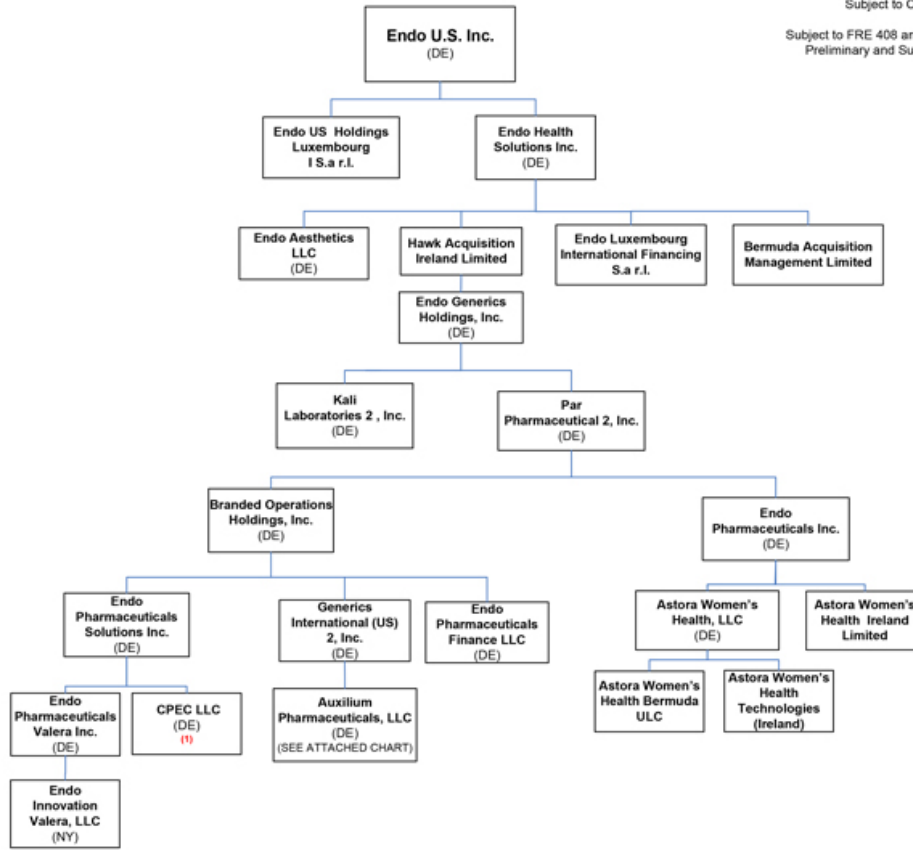 Subject to
Subject to FRE 408
Preliminary and
Endo U.S. Inc.
(DE)
Endo US Holdings
Luxembourg
I S.a r.l.
Endo Health
Solutions Inc.
(DE)
Endo Aesthetics
LLC
(DE)
Hawk Acquisition
Ireland Limited
Endo Luxembourg
International Financing
S.a r.l.
Bermuda Acquisition
Management Limited
Endo Generics
Holdings, Inc.
(DE)
Kali
Laboratories 2 , Inc.
(DE)
Par
Pharmaceutical 2, Inc.
(DE)
Branded Operations
Holdings, Inc.
(DE)
Endo
Pharmaceuticals Inc.
(DE)
Endo
Pharmaceuticals
Solutions Inc.
(DE)
Generics
International (US)
2, Inc.
(DE)
Endo
Pharmaceuticals
Finance LLC
(DE)
Astora Women's
Health, LLC
(DE)
Astora Women's
Health Ireland
Limited
Endo
Pharmaceuticals
Valera Inc.
(DE)
CPEC LLC
(DE)
(1)
Auxilium
Pharmaceuticals, LLC
(DE)
(SEE ATTACHED CHART)
Astora Women's
Health Bermuda
ULC
Astora Women's
Health
Technologies
(Ireland)
Endo
Innovation
Valera, LLC
(NY)